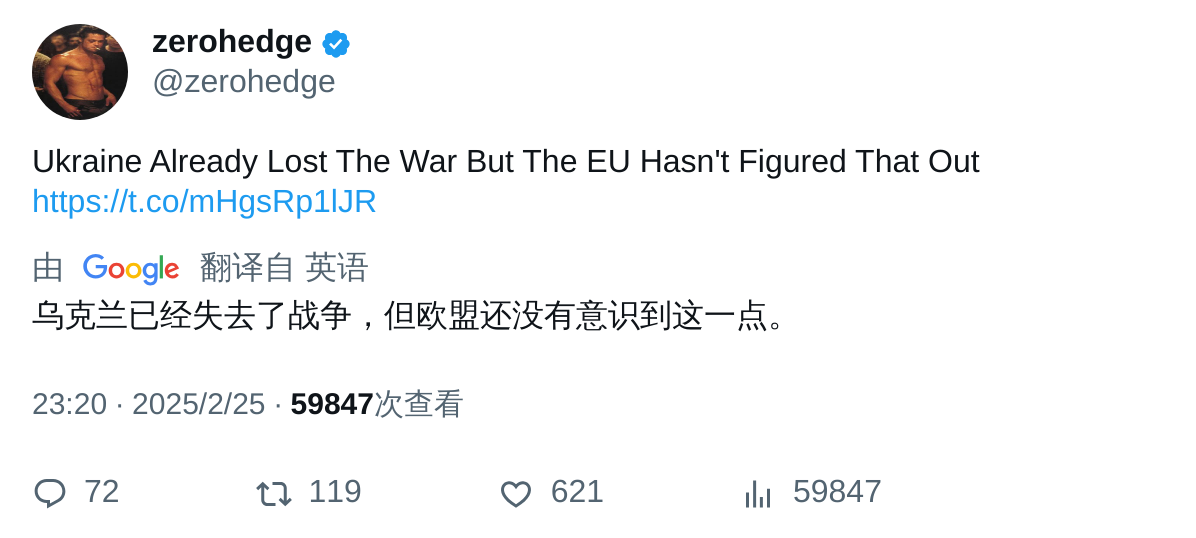 zerohedge
@zerohedge
Ukraine Already Lost The War But The EU Hasn't Figured That Out
https://t.co/mHgsRp1lJR
由 Google 翻译自 英语
乌克兰已经失去了战争，但欧盟还没有意识到这一点。
23:20 · 2025/2/25 · 59847次查看
72 119 621 59847